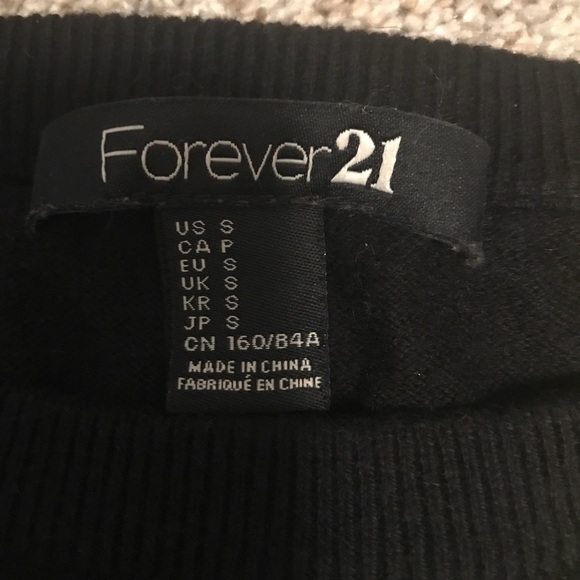 Forever21
US S
CA P
EU S
UK S
KR S
JP S
CN 160/84A
MADE IN CHINA
FABRIQUÉ EN CHINE